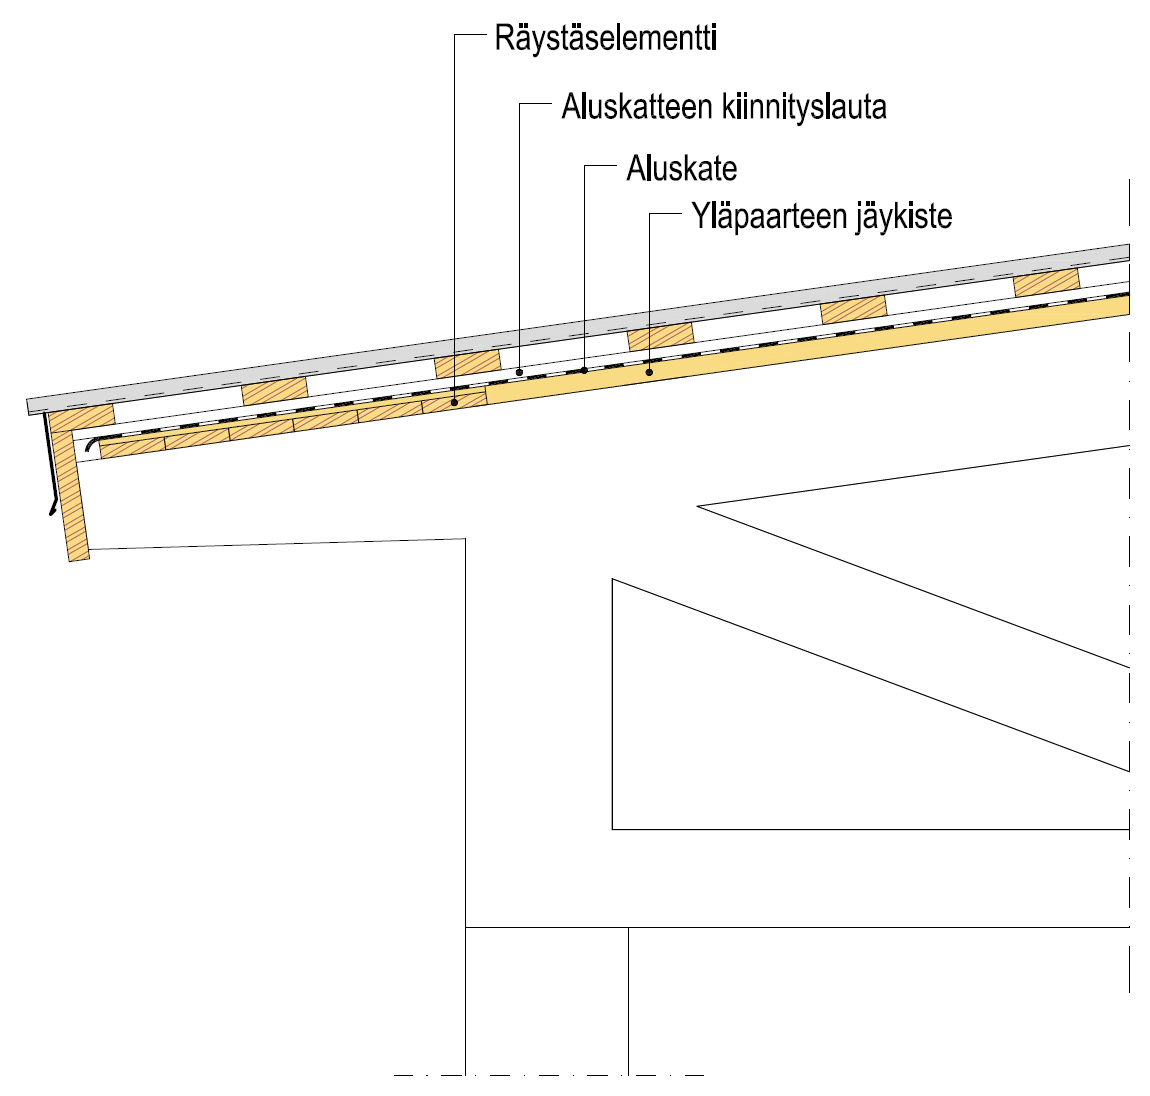 Räystäselementti
Aluskatteen kiinnityslauta
Aluskate
Yläpaarteen jäykiste